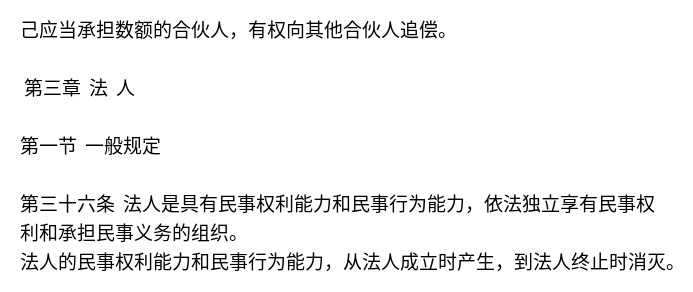 己应当承担数额的合伙人，有权向其他合伙人追偿。
第三章 法 人
第一节 一般规定
第三十六条 法人是具有民事权利能力和民事行为能力，依法独立享有民事权
利和承担民事义务的组织。
法人的民事权利能力和民事行为能力，从法人成立时产生，到法人终止时消灭。